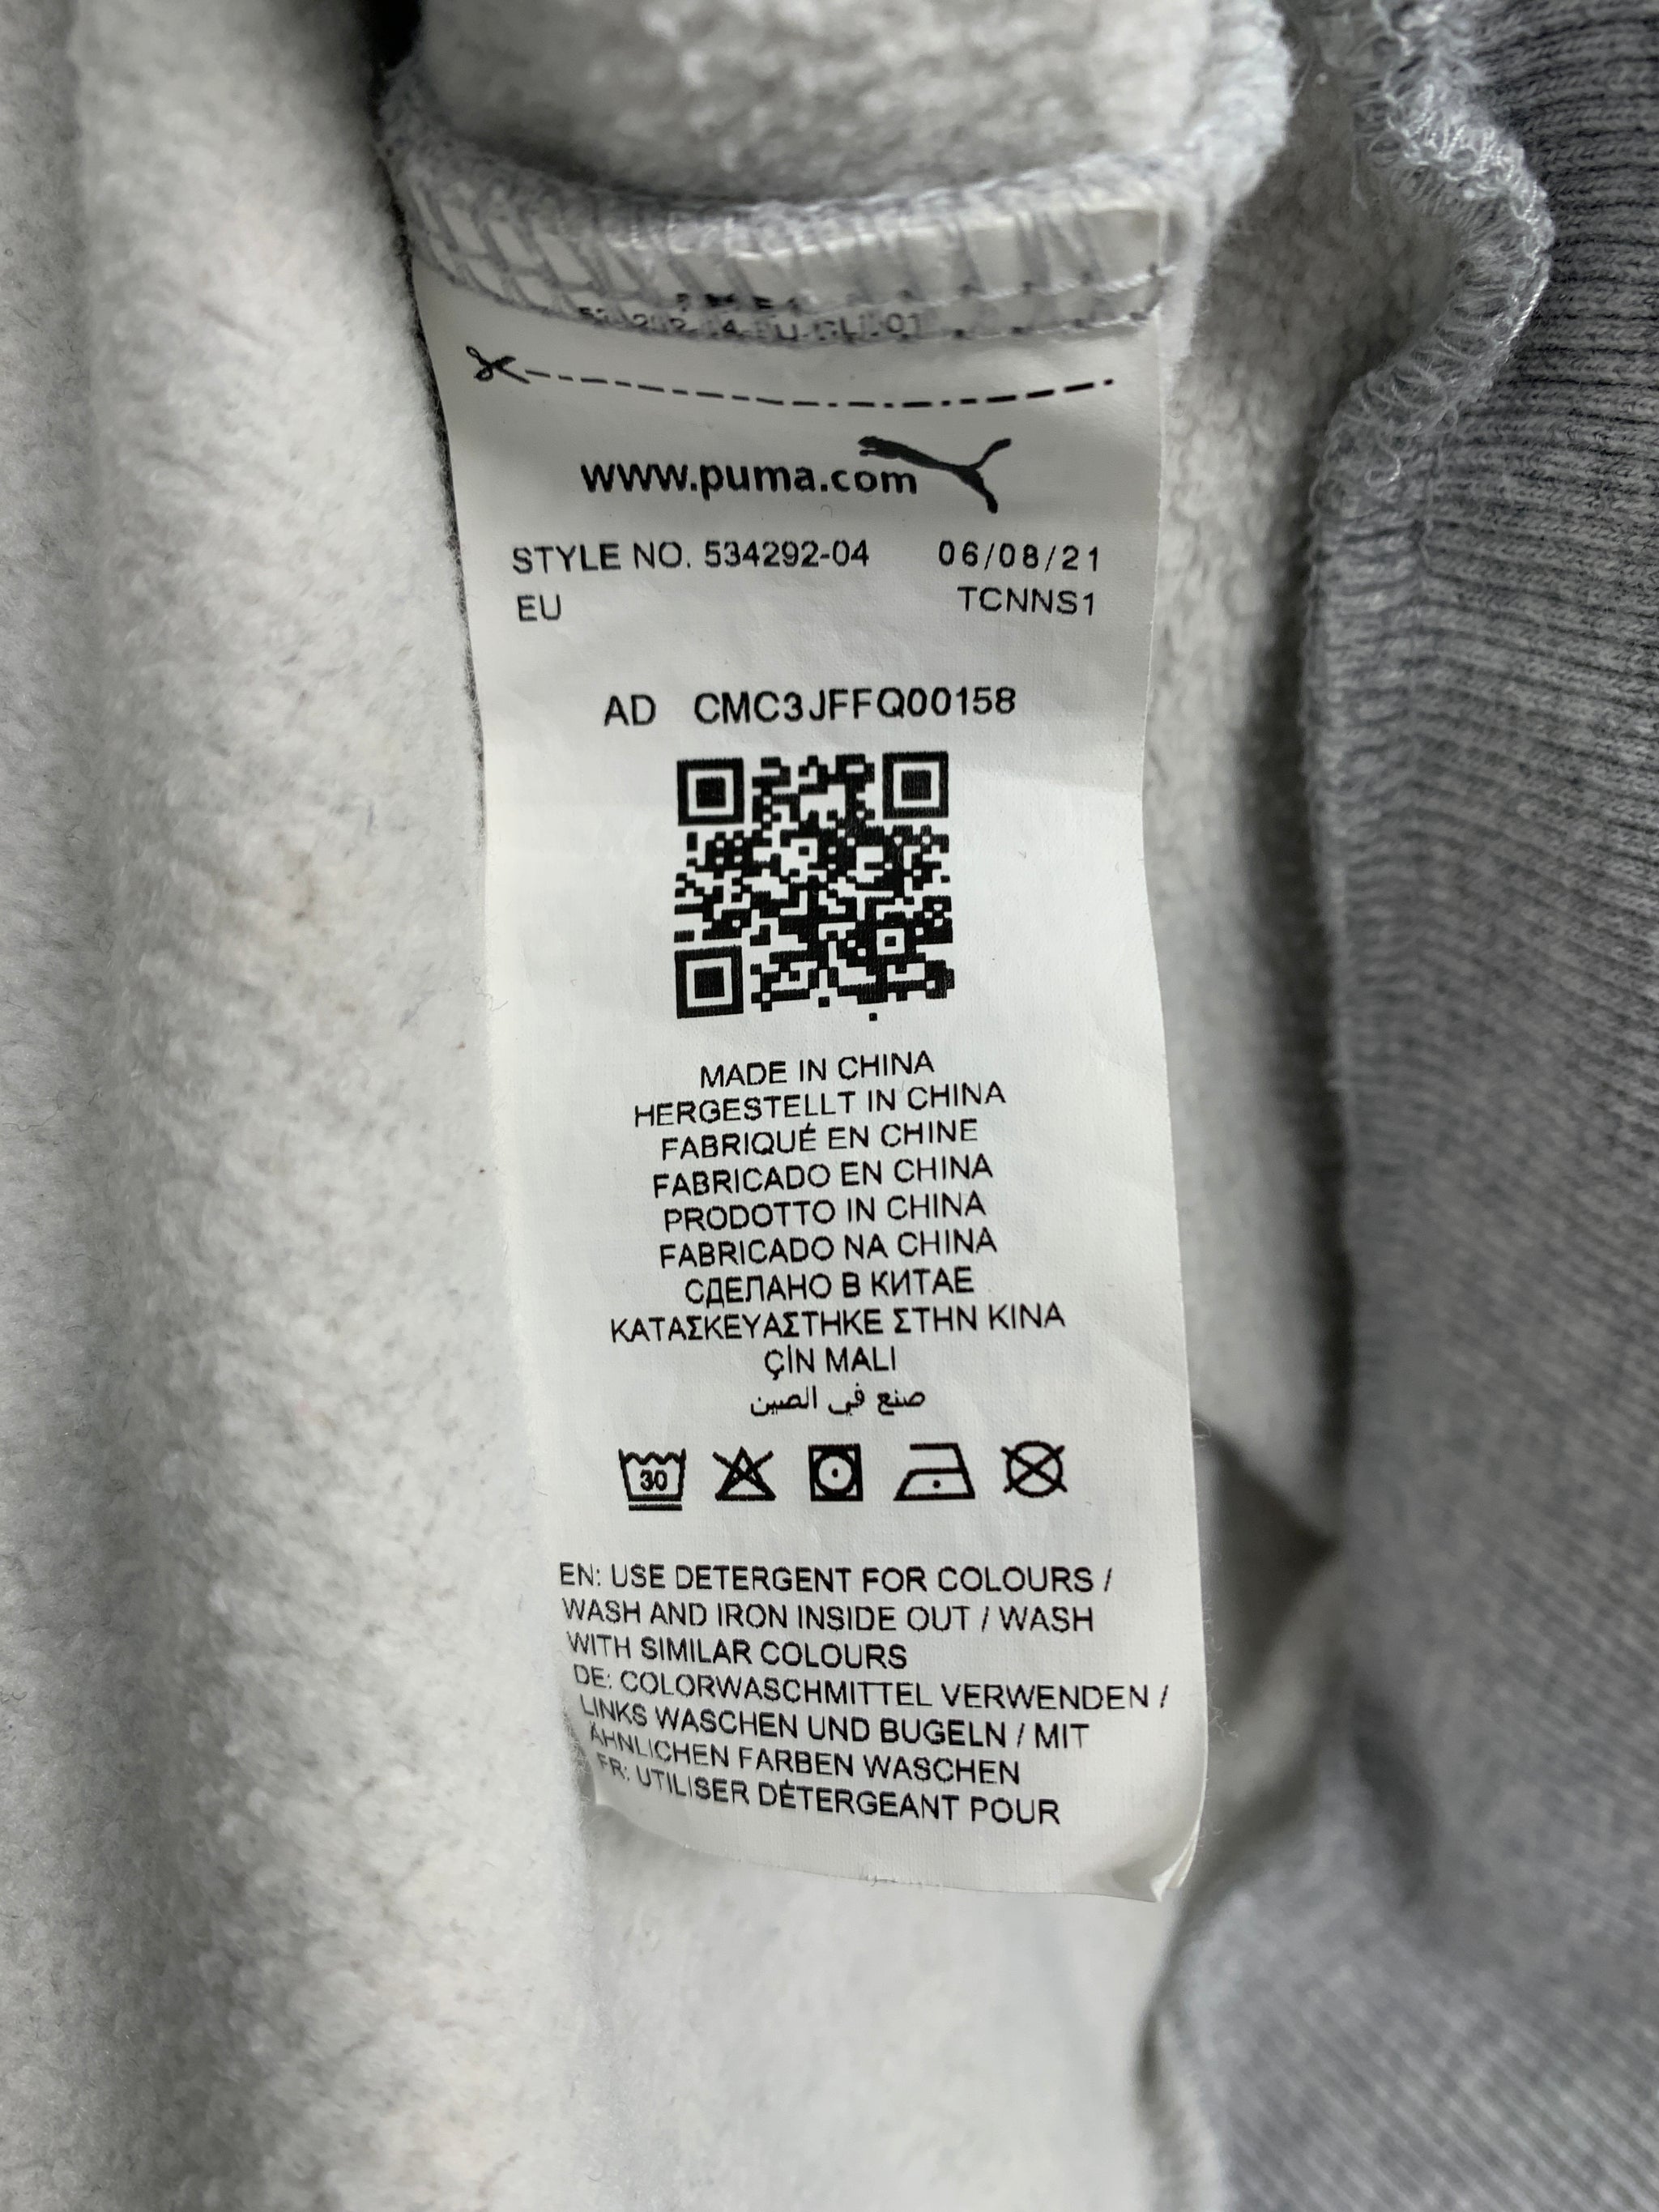 www.puma.com
STYLE NO. 534292-04 06/08/21
EU TCNNS1
AD CMC3JFFQ00158
MADE IN CHINA
HERGESTELLT IN CHINA
FABRIQUÉ EN CHINE
FABRICADO EN CHINA
PRODOTTO IN CHINA
FABRICADO NA CHINA
СДЕЛАНО В КИТАЕ
ΚΑΤΑΣΚΕΥΑΣΤΗΚΕ ΣΤΗΝ ΚΙΝΑ
ÇİN MALI
صنع في الصين
30
EN: USE DETERGENT FOR COLOURS /
WASH AND IRON INSIDE OUT / WASH
WITH SIMILAR COLOURS
DE: COLORWASCHMITTEL VERWENDEN /
LINKS WASCHEN UND BUGELN / MIT
ÄHNLICHEN FARBEN WASCHEN
FR: UTILISER DÉTERGEANT POUR